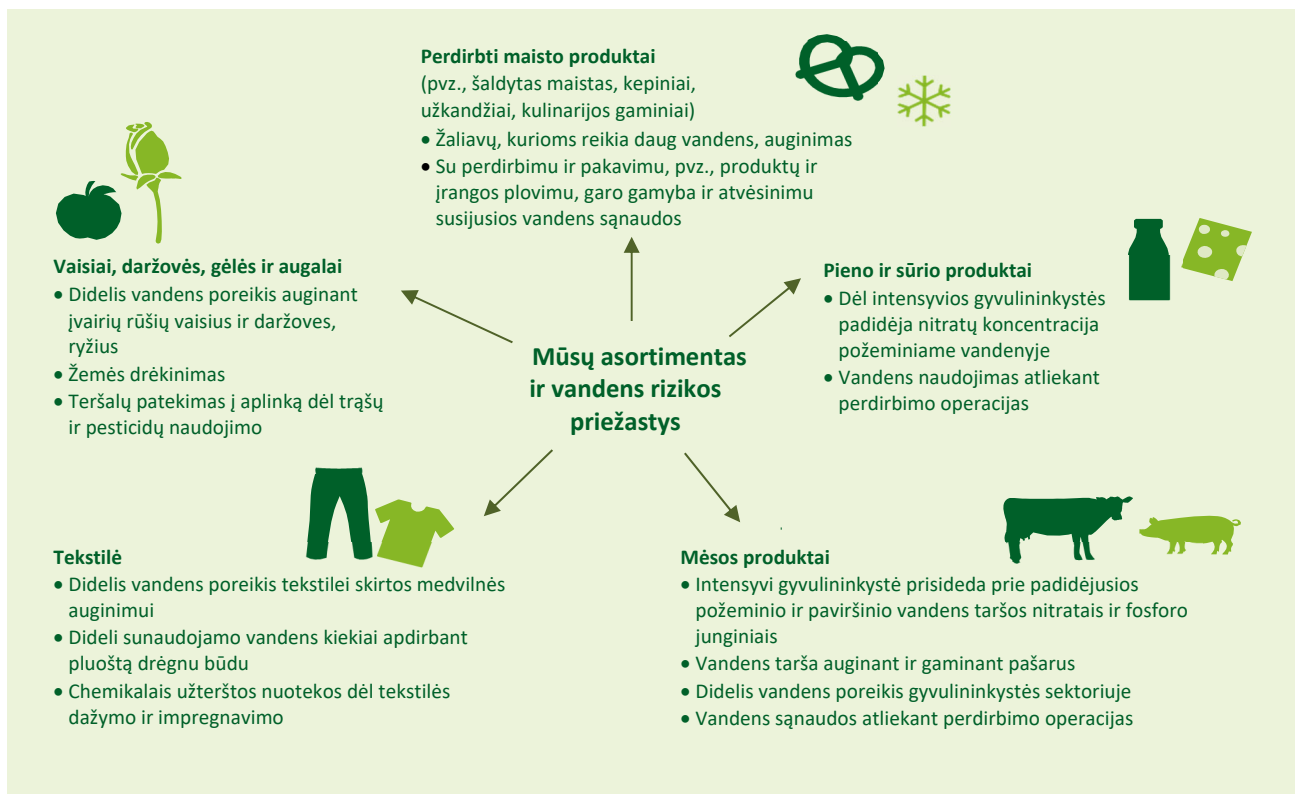 Perdirbti maisto produktai
(pvz., šaldytas maistas, kepiniai,
užkandžiai, kulinarijos gaminiai)
• Žaliavų, kurioms reikia daug vandens, auginimas
• Su perdirbimu ir pakavimu, pvz., produktų ir
įrangos plovimu, garo gamyba ir atvėsinimu
susijusios vandens sąnaudos
Vaisiai, daržovės, gėlės ir augalai
• Didelis vandens poreikis auginant
įvairių rūšių vaisius ir daržoves,
ryžius
• Žemės drėkinimas
• Teršalų patekimas į aplinką dėl trąšų
ir pesticidų naudojimo
Pieno ir sūrio produktai
• Dėl intensyvios gyvulininkystės
padidėja nitratų koncentracija
požeminiame vandenyje
• Vandens naudojimas atliekant
perdirbimo operacijas
Mūsų asortimentas
ir vandens rizikos
priežastys
Tekstilė
• Didelis vandens poreikis tekstilei skirtos medvilnės
auginimui
• Dideli sunaudojamo vandens kiekiai apdirbant
pluoštą drėgnu būdu
• Chemikalais užterštos nuotekos dėl tekstilės
dažymo ir impregnavimo
Mėsos produktai
• Intensyvi gyvulininkystė prisideda prie padidėjusios
požeminio ir paviršinio vandens taršos nitratais ir fosforo
junginiais
• Vandens tarša auginant ir gaminant pašarus
• Didelis vandens poreikis gyvulininkystės sektoriuje
• Vandens sąnaudos atliekant perdirbimo operacijas